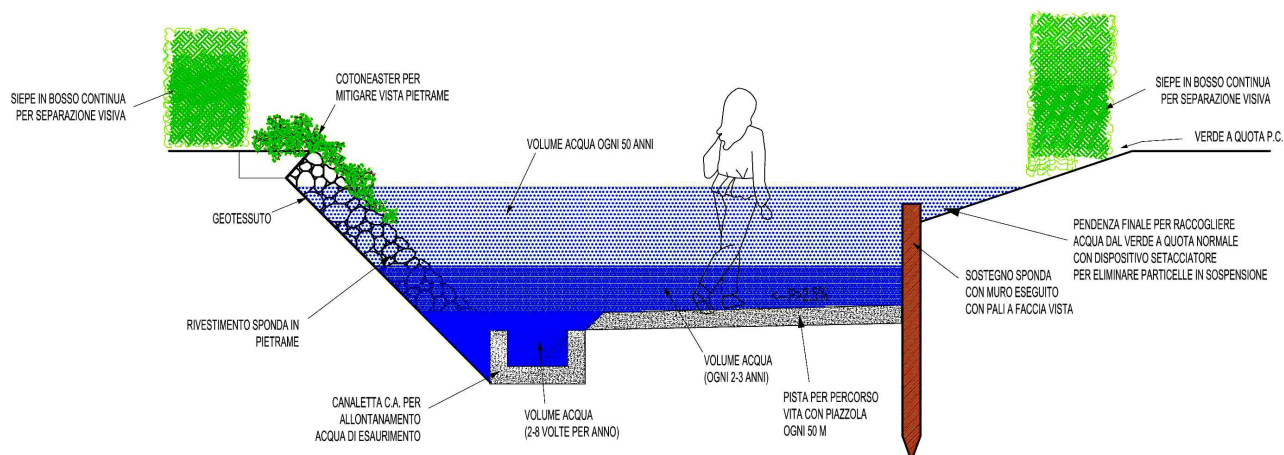 SIEPE IN BOSSO CONTINUA
PER SEPARAZIONE VISIVA
COTONEASTER PER
MITIGARE VISTA PIETRAME
VOLUME ACQUA OGNI 50 ANNI
SIEPE IN BOSSO CONTINUA
PER SEPARAZIONE VISIVA
VERDE A QUOTA P.C.
GEOTESSUTO
PENDENZA FINALE PER RACCOGLIERE
ACQUA DAL VERDE A QUOTA NORMALE
CON DISPOSITIVO SETACCIATORE
PER ELIMINARE PARTICELLE IN SOSPENSIONE
SOSTEGNO SPONDA
CON MURO ESEGUITO
CON PALI A FACCIA VISTA
RIVESTIMENTO SPONDA IN
PIETRAME
VOLUME ACQUA
(OGNI 2-3 ANNI)
CANALETTA C.A. PER
ALLONTANAMENTO
ACQUA DI ESAURIMENTO
VOLUME ACQUA
(2-8 VOLTE PER ANNO)
PISTA PER PERCORSO
VITA CON PIAZZOLA
OGNI 50 M